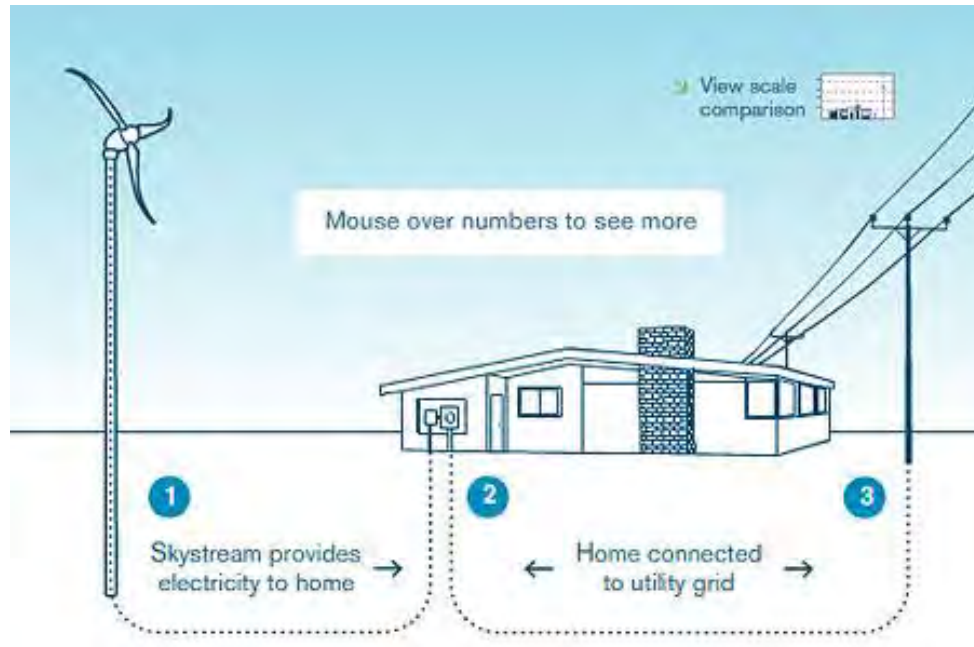 View scale
comparison
Mouse over numbers to see more
1
2
3
Skystream provides
electricity to home
Home connected
to utility grid